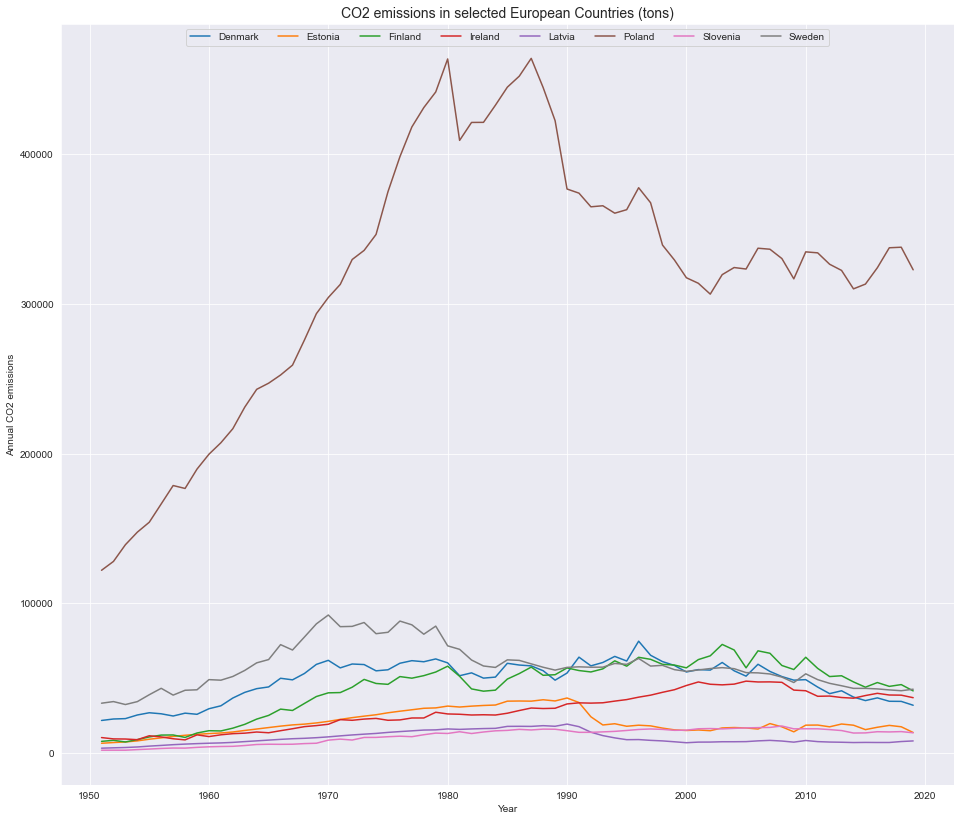 CO2 emissions in selected European Countries (tons)
Denmark Estonia Finland Ireland Latvia Poland Slovenia Sweden
400000
300000
200000
100000
0
Annual CO2 emissions
1950 1960 1970 1980 1990 2000 2010 2020
Year